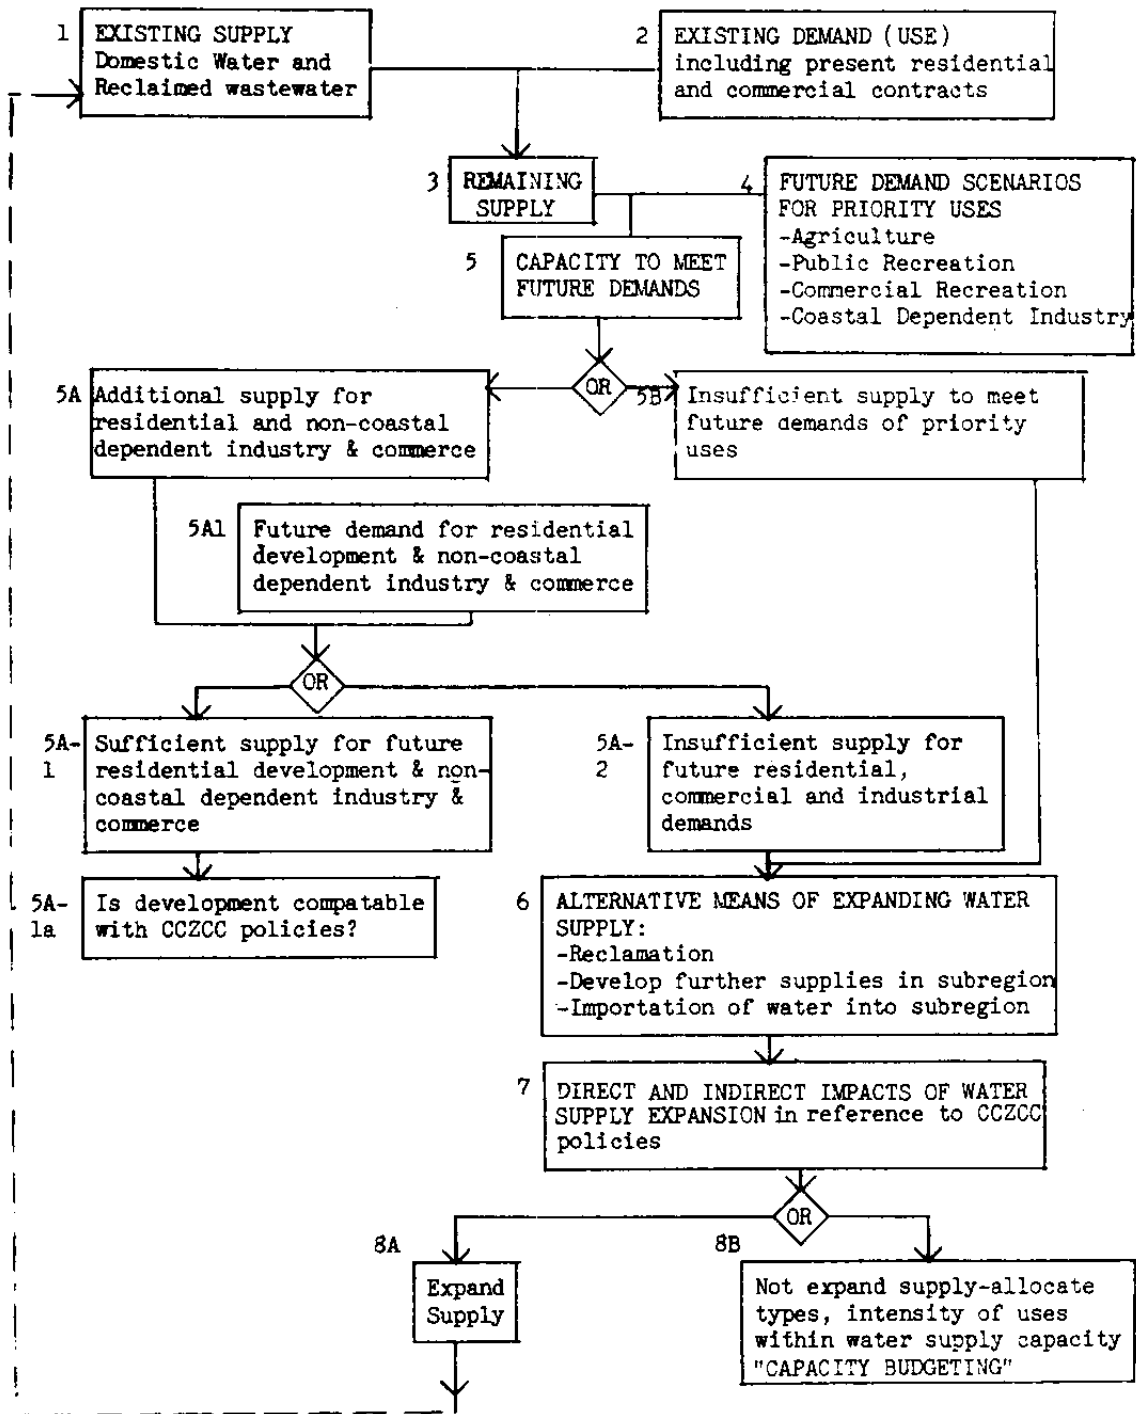 1 EXISTING SUPPLY
Domestic Water and
Reclaimed wastewater
2 EXISTING DEMAND (USE)
including present residential
and commercial contracts
3 REMAINING
SUPPLY
4 FUTURE DEMAND SCENARIOS
FOR PRIORITY USES
-Agriculture
-Public Recreation
-Commercial Recreation
-Coastal Dependent Industry
5 CAPACITY TO MEET
FUTURE DEMANDS
OR
5A Additional supply for
residential and non-coastal
dependent industry & commerce
5B Insufficient supply to meet
future demands of priority
uses
5A1 Future demand for residential
development & non-coastal
dependent industry & commerce
OR
5A- Sufficient supply for future
1 residential development & non-
coastal dependent industry &
commerce
5A- Insufficient supply for
2 future residential,
commercial and industrial
demands
5A- Is development compatable
1a with CCZCC policies?
6 ALTERNATIVE MEANS OF EXPANDING WATER
SUPPLY:
-Reclamation
-Develop further supplies in subregion
-Importation of water into subregion
7 DIRECT AND INDIRECT IMPACTS OF WATER
SUPPLY EXPANSION in reference to CCZCC
policies
OR
8A
Expand
Supply
8B
Not expand supply-allocate
types, intensity of uses
within water supply capacity
"CAPACITY BUDGETING"